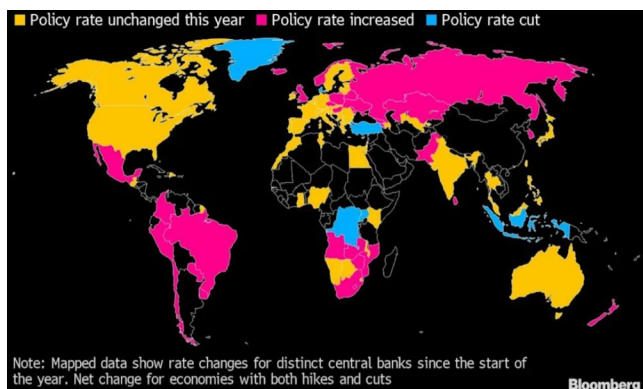 Policy rate unchanged this year Policy rate increased Policy rate cut
Note: Mapped data show rate changes for distinct central banks since the start of
the year. Net change for economies with both hikes and cuts
Bloomberg